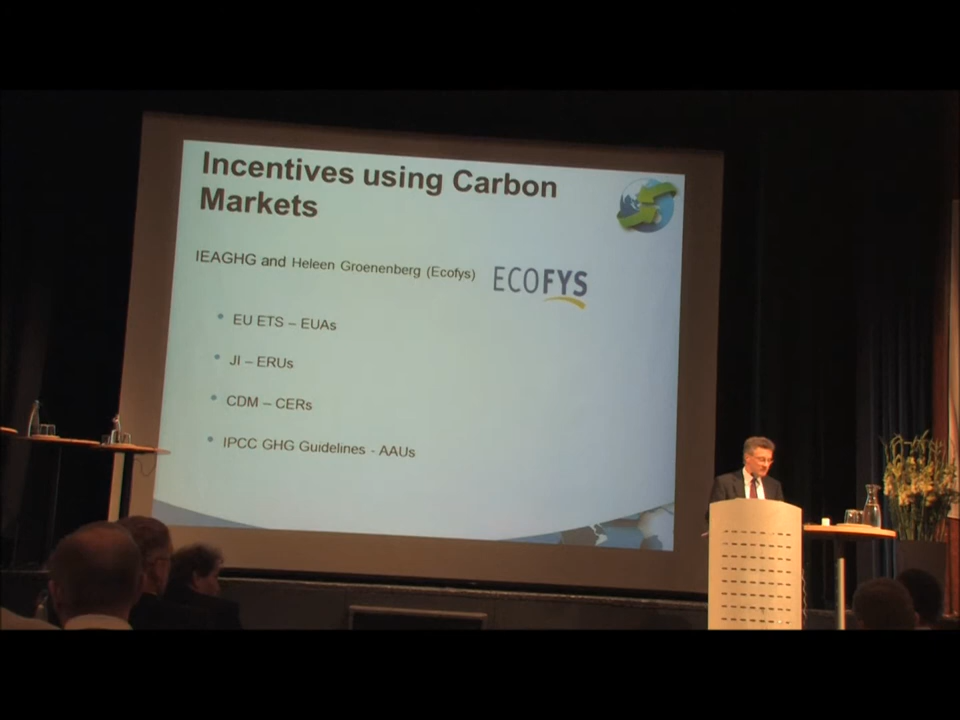 Incentives using Carbon
Markets
IEAGHG and Heleen Groenenberg (Ecofys)
ECOFYS
• EU ETS – EUAs
• JI – ERUs
• CDM – CERs
• IPCC GHG Guidelines - AAUs